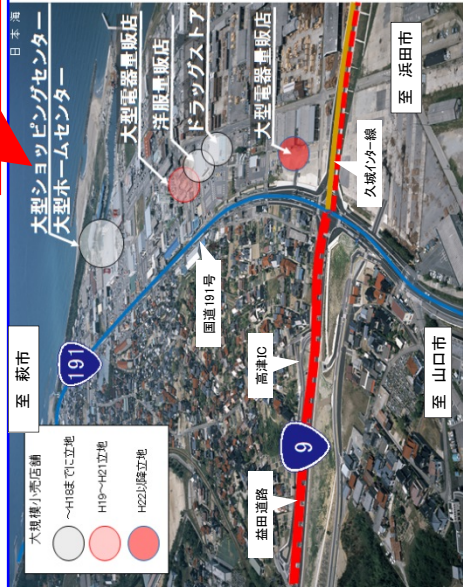 日本海
大型ショッピングセンター
大型ホームセンター
大型電器量販店
洋服量販店
ドラッグストア
大型電器量販店
至 浜田市
久城インター線
至 萩市
191
国道191号
高津IC
至 山口市
9
益田道路
大規模小売店舗
～H18までに立地
H19～H21立地
H22以降立地